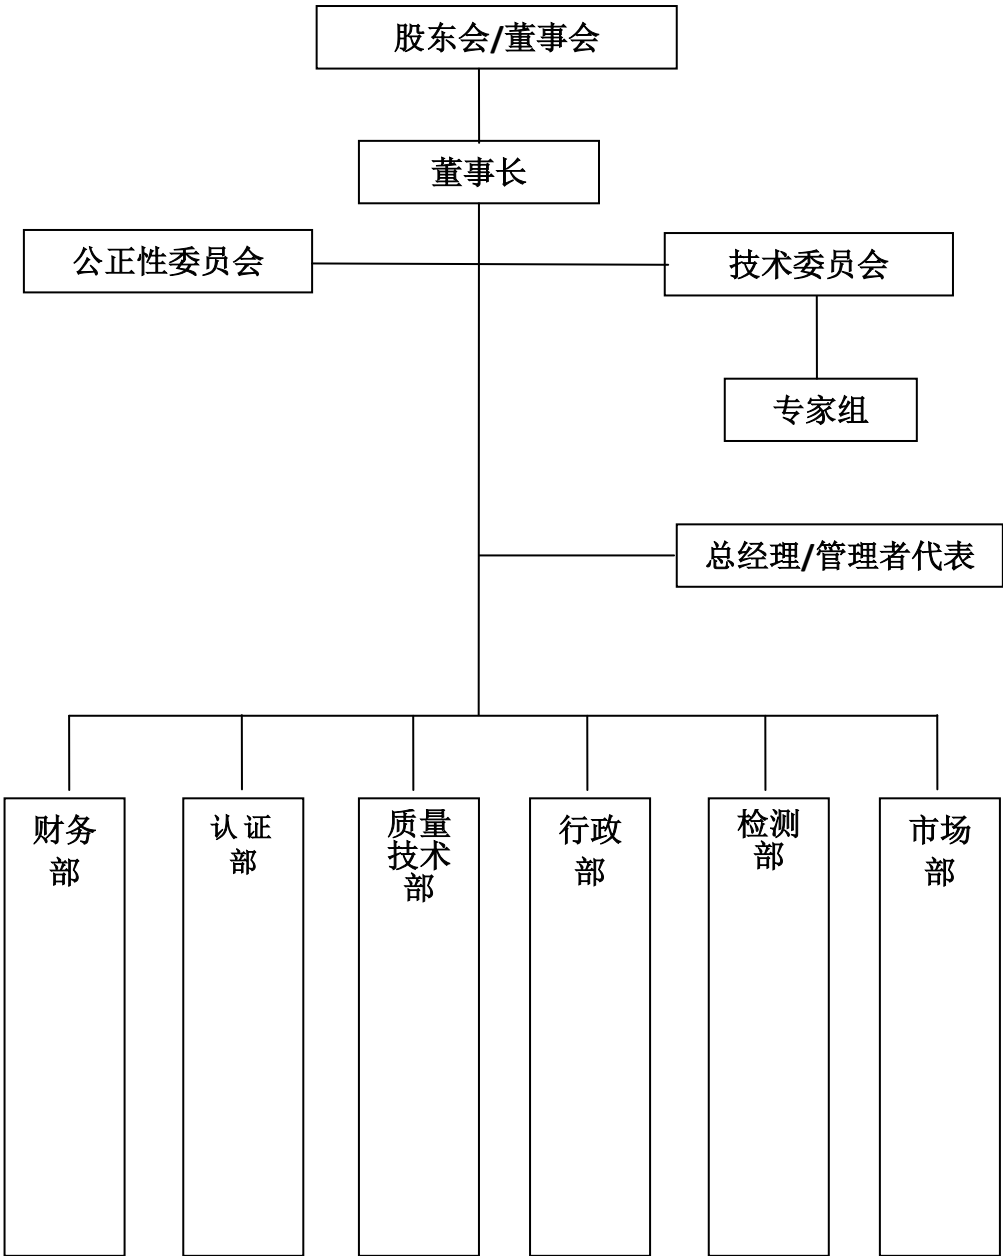 股东会/董事会
董事长
公正性委员会
技术委员会
专家组
总经理/管理者代表
财务
部
认证
部
质量
技术
部
行政
部
检测
部
市场
部